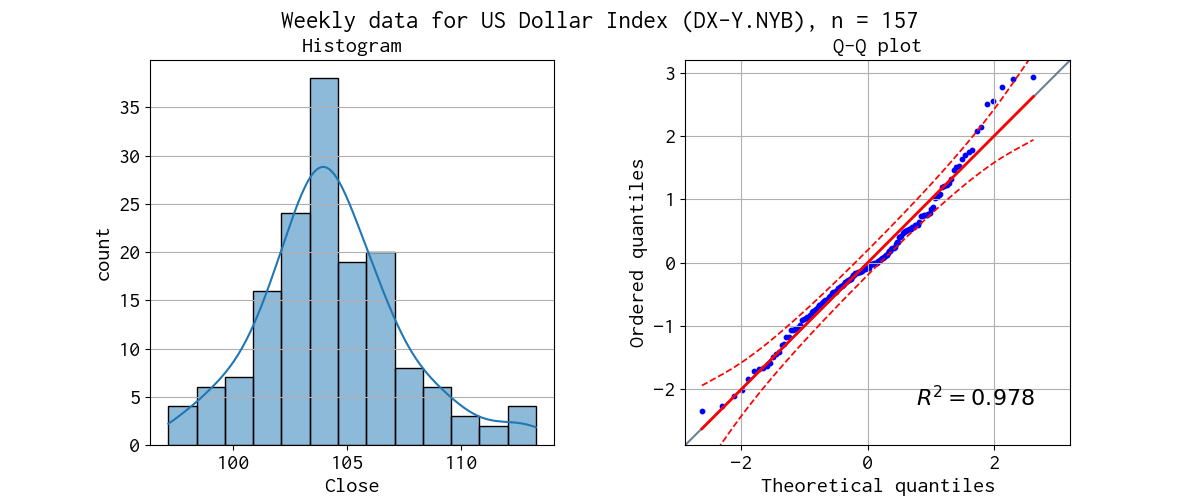 Weekly data for US Dollar Index (DX-Y.NYB), n = 157
Histogram
35
30
25
20
15
10
5
0
count
100 105 110
Close
Q-Q plot
3
2
1
0
−1
−2
Ordered quantiles
R² = 0.978
−2 0 2
Theoretical quantiles